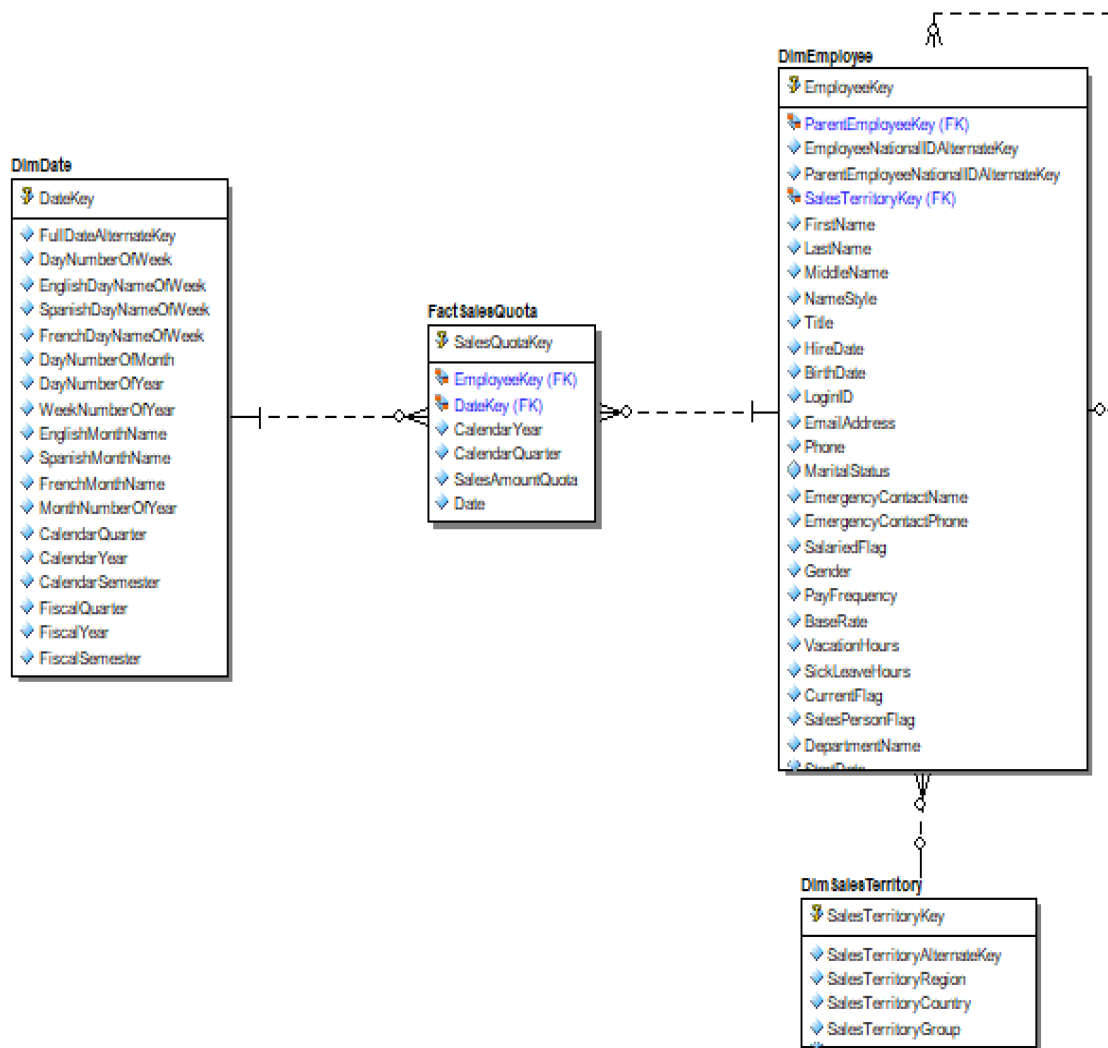 DimDate
DateKey
FullDateAlternateKey
DayNumberOfWeek
EnglishDayNameOfWeek
SpanishDayNameOfWeek
FrenchDayNameOfWeek
DayNumberOfMonth
DayNumberOfYear
WeekNumberOfYear
EnglishMonthName
SpanishMonthName
FrenchMonthName
MonthNumberOfYear
CalendarQuarter
CalendarYear
CalendarSemester
FiscalQuarter
FiscalYear
FiscalSemester
FactSalesQuota
SalesQuotaKey
EmployeeKey (FK)
DateKey (FK)
CalendarYear
CalendarQuarter
SalesAmountQuota
Date
DimEmployee
EmployeeKey
ParentEmployeeKey (FK)
EmployeeNationalIDAlternateKey
ParentEmployeeNationalIDAlternateKey
SalesTerritoryKey (FK)
FirstName
LastName
MiddleName
NameStyle
Title
HireDate
BirthDate
LoginID
EmailAddress
Phone
MaritalStatus
EmergencyContactName
EmergencyContactPhone
SalariedFlag
Gender
PayFrequency
BaseRate
VacationHours
SickLeaveHours
CurrentFlag
SalesPersonFlag
DepartmentName
StartDate
DimSalesTerritory
SalesTerritoryKey
SalesTerritoryAlternateKey
SalesTerritoryRegion
SalesTerritoryCountry
SalesTerritoryGroup